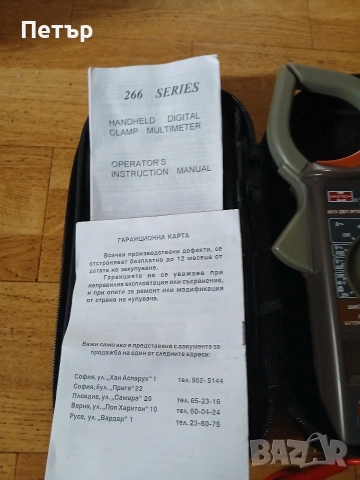 Петър
266 SERIES
HANDHELD DIGITAL
CLAMP MULTIMETER
OPERATOR'S
INSTRUCTION MANUAL
ГАРАНЦИОННА КАРТА
Всички производствени дефекти, се
отстраняват безплатно до 12 месеца от
датата на закупуване.
Гаранцията не се уважава при
неправилна експлоатация или съхранение,
и при опити за ремонт или модификация
от страна на купувача.
Важи само ако е представена с документа за
продажба на един от следните адреси:
София, ул. "Хан Аспарух" 1 тел. 952-5144
София, бул. "Прага" 22
Пловдив, ул. "Самара" 20 тел. 65-23-16
Варна, ул. "Поп Харитон" 10 тел. 60-04-24
Русе, ул. "Вардар" 1 тел. 23-60-75
bazar